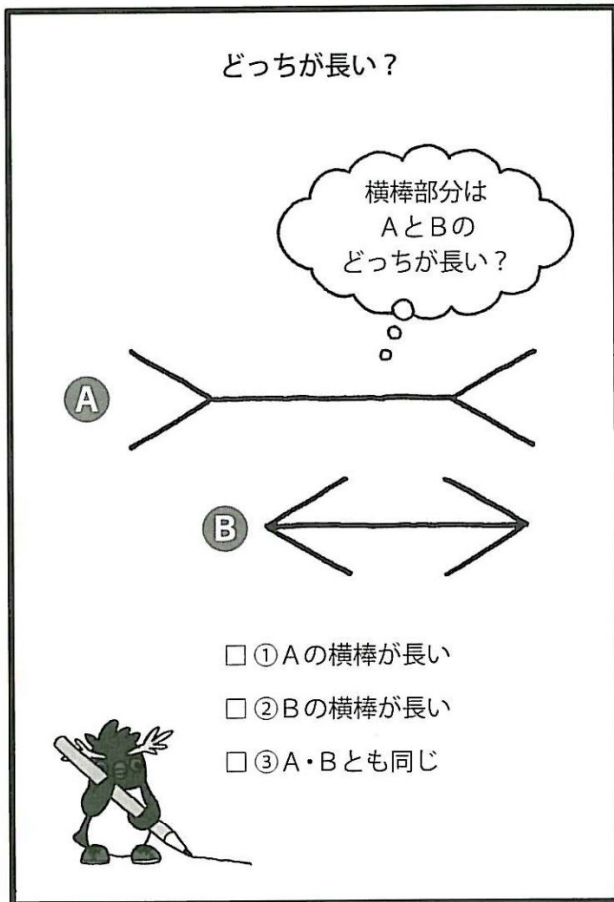 どっちが長い？
横棒部分は
AとBの
どっちが長い？
A
B
□①Aの横棒が長い
□②Bの横棒が長い
□③A・Bとも同じ